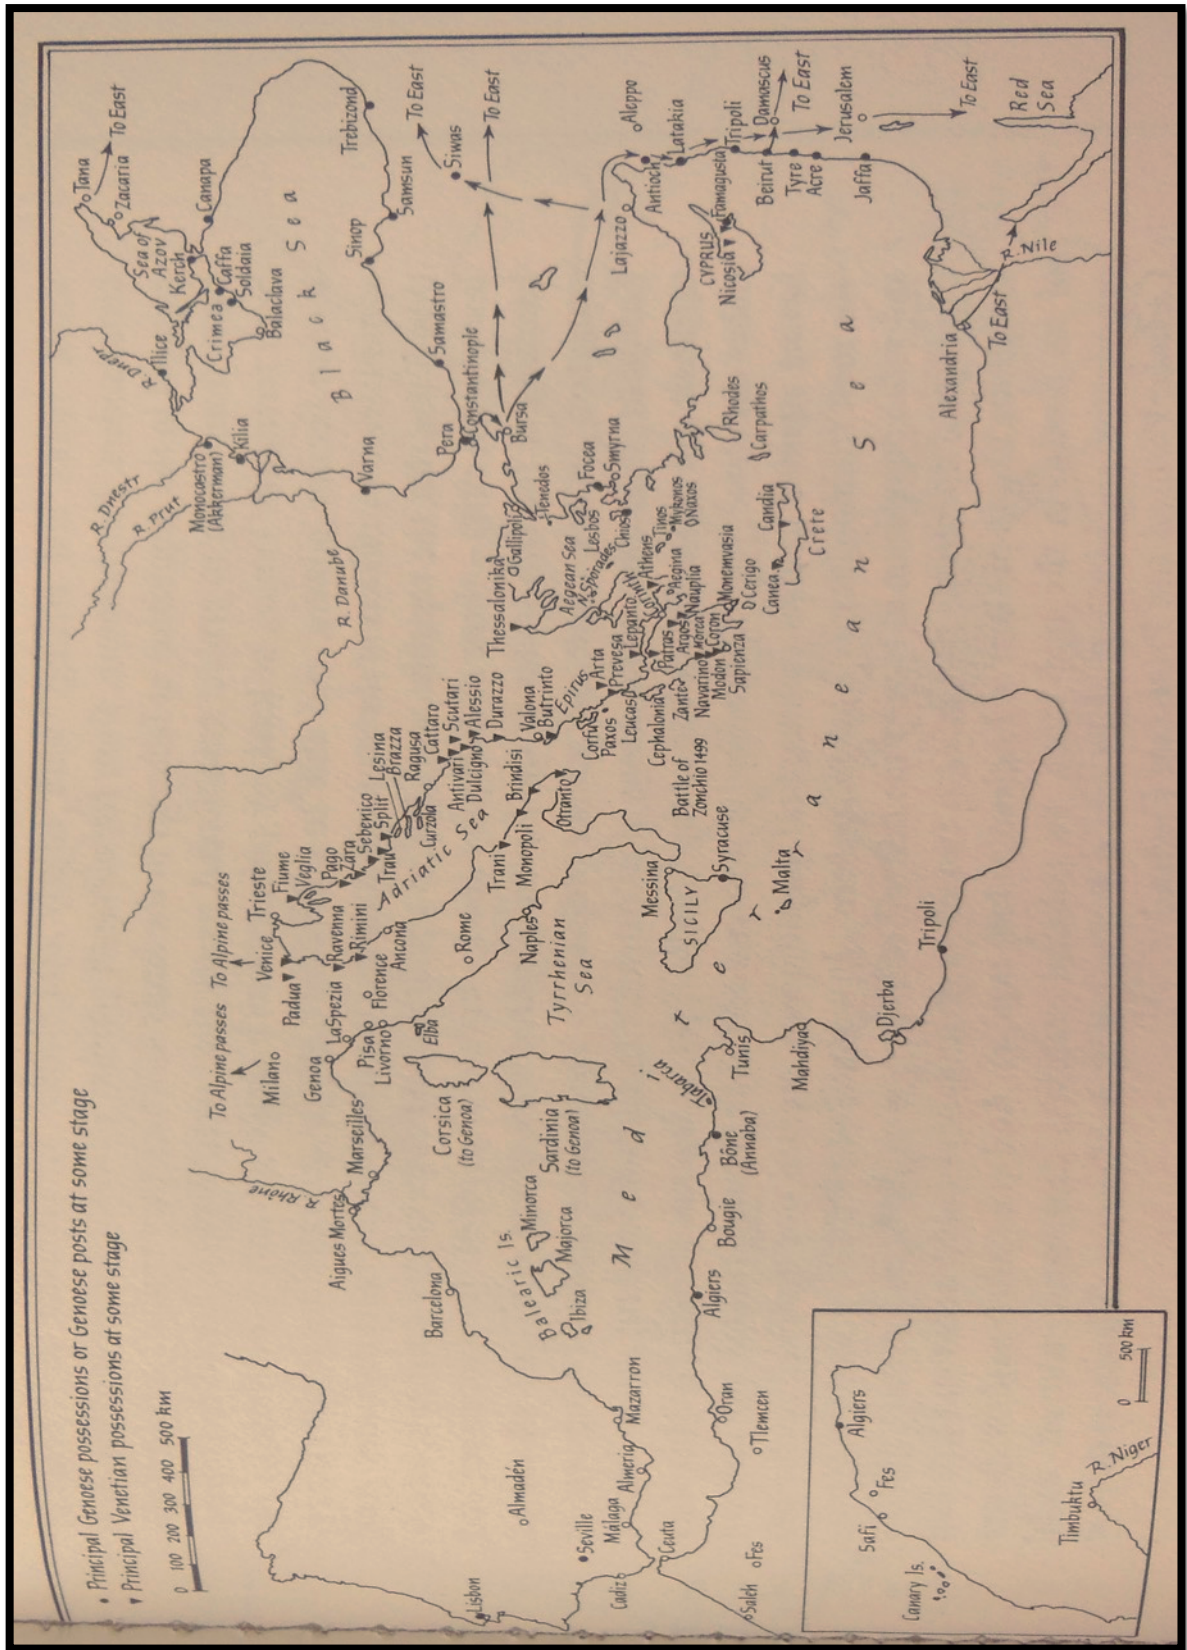 • Principal Genoese possessions or Genoese posts at some stage
▾ Principal Venetian possessions at some stage
0 100 200 300 400 500 km
Lisbon
Almadén
Seville
Cadiz
Málaga
Almeria
Mazarron
Ceuta
Saleh
Fes
Tlemcen
Oran
Barcelona
Aigues Mortes
R. Rhône
Marseilles
Balearic Is.
Minorca
Majorca
Ibiza
Algiers
Bougie
Bône
(Annaba)
Tabarca
Tunis
Mahdiya
Djerba
Tripoli
To Alpine passes
To Alpine passes
Milano
Genoa
La Spezia
Pisa
Livorno
Florence
Elba
Corsica
(to Genoa)
Sardinia
(to Genoa)
Padua
Venice
Trieste
Fiume
Veglia
Pago
Zara
Sebenico
Trau
Split
Lesina
Brazza
Ragusa
Curzola
Cattaro
Antivari
Dulcigno
Scutari
Alessio
Durazzo
Valona
Butrinto
Ravenna
Rimini
Ancona
Adriatic Sea
Rome
Naples
Tyrrhenian
Sea
Trani
Monopoli
Brindisi
Otranto
Messina
SICILY
Syracuse
Malta
Battle of
Zonchio 1499
Epirus
Corfu
Paxos
Arta
Prevesa
Leucas
Cephalonia
Zante
Lepanto
Patras
Corinth
Argos
Morea
Navarino
Modon
Coron
Sapienza
Athens
Aegina
Nauplia
Monemvasia
Cerigo
Canea
Candia
Crete
Thessalonika
Gallipoli
Aegean Sea
N. Sporades
Lesbos
Chios
Tinos
Mykonos
Naxos
Tenedos
Focea
Smyrna
Rhodes
Carpathos
R. Danube
R. Prut
R. Dnestr
R. Dnepr
Monocastro
(Akkerman)
Kilia
Varna
Pera
Constantinople
Bursa
Samastro
Sinop
Samsun
Trebizond
Black Sea
Ilice
Crimea
Kerch
Caffa
Soldaia
Balaclava
Sea of
Azov
Tana
Zacaria
To East
Canapa
To East
Siwas
To East
Lajazzo
Aleppo
Antioch
Latakia
Tripoli
CYPRUS
Nicosia
Famagusta
Beirut
Damascus
To East
Tyre
Acre
Jaffa
Jerusalem
To East
Red
Sea
R. Nile
To East
Alexandria
Mediterranean Sea
Canary Is.
Safi
Fes
Algiers
Timbuktu
R. Niger
0 500 km